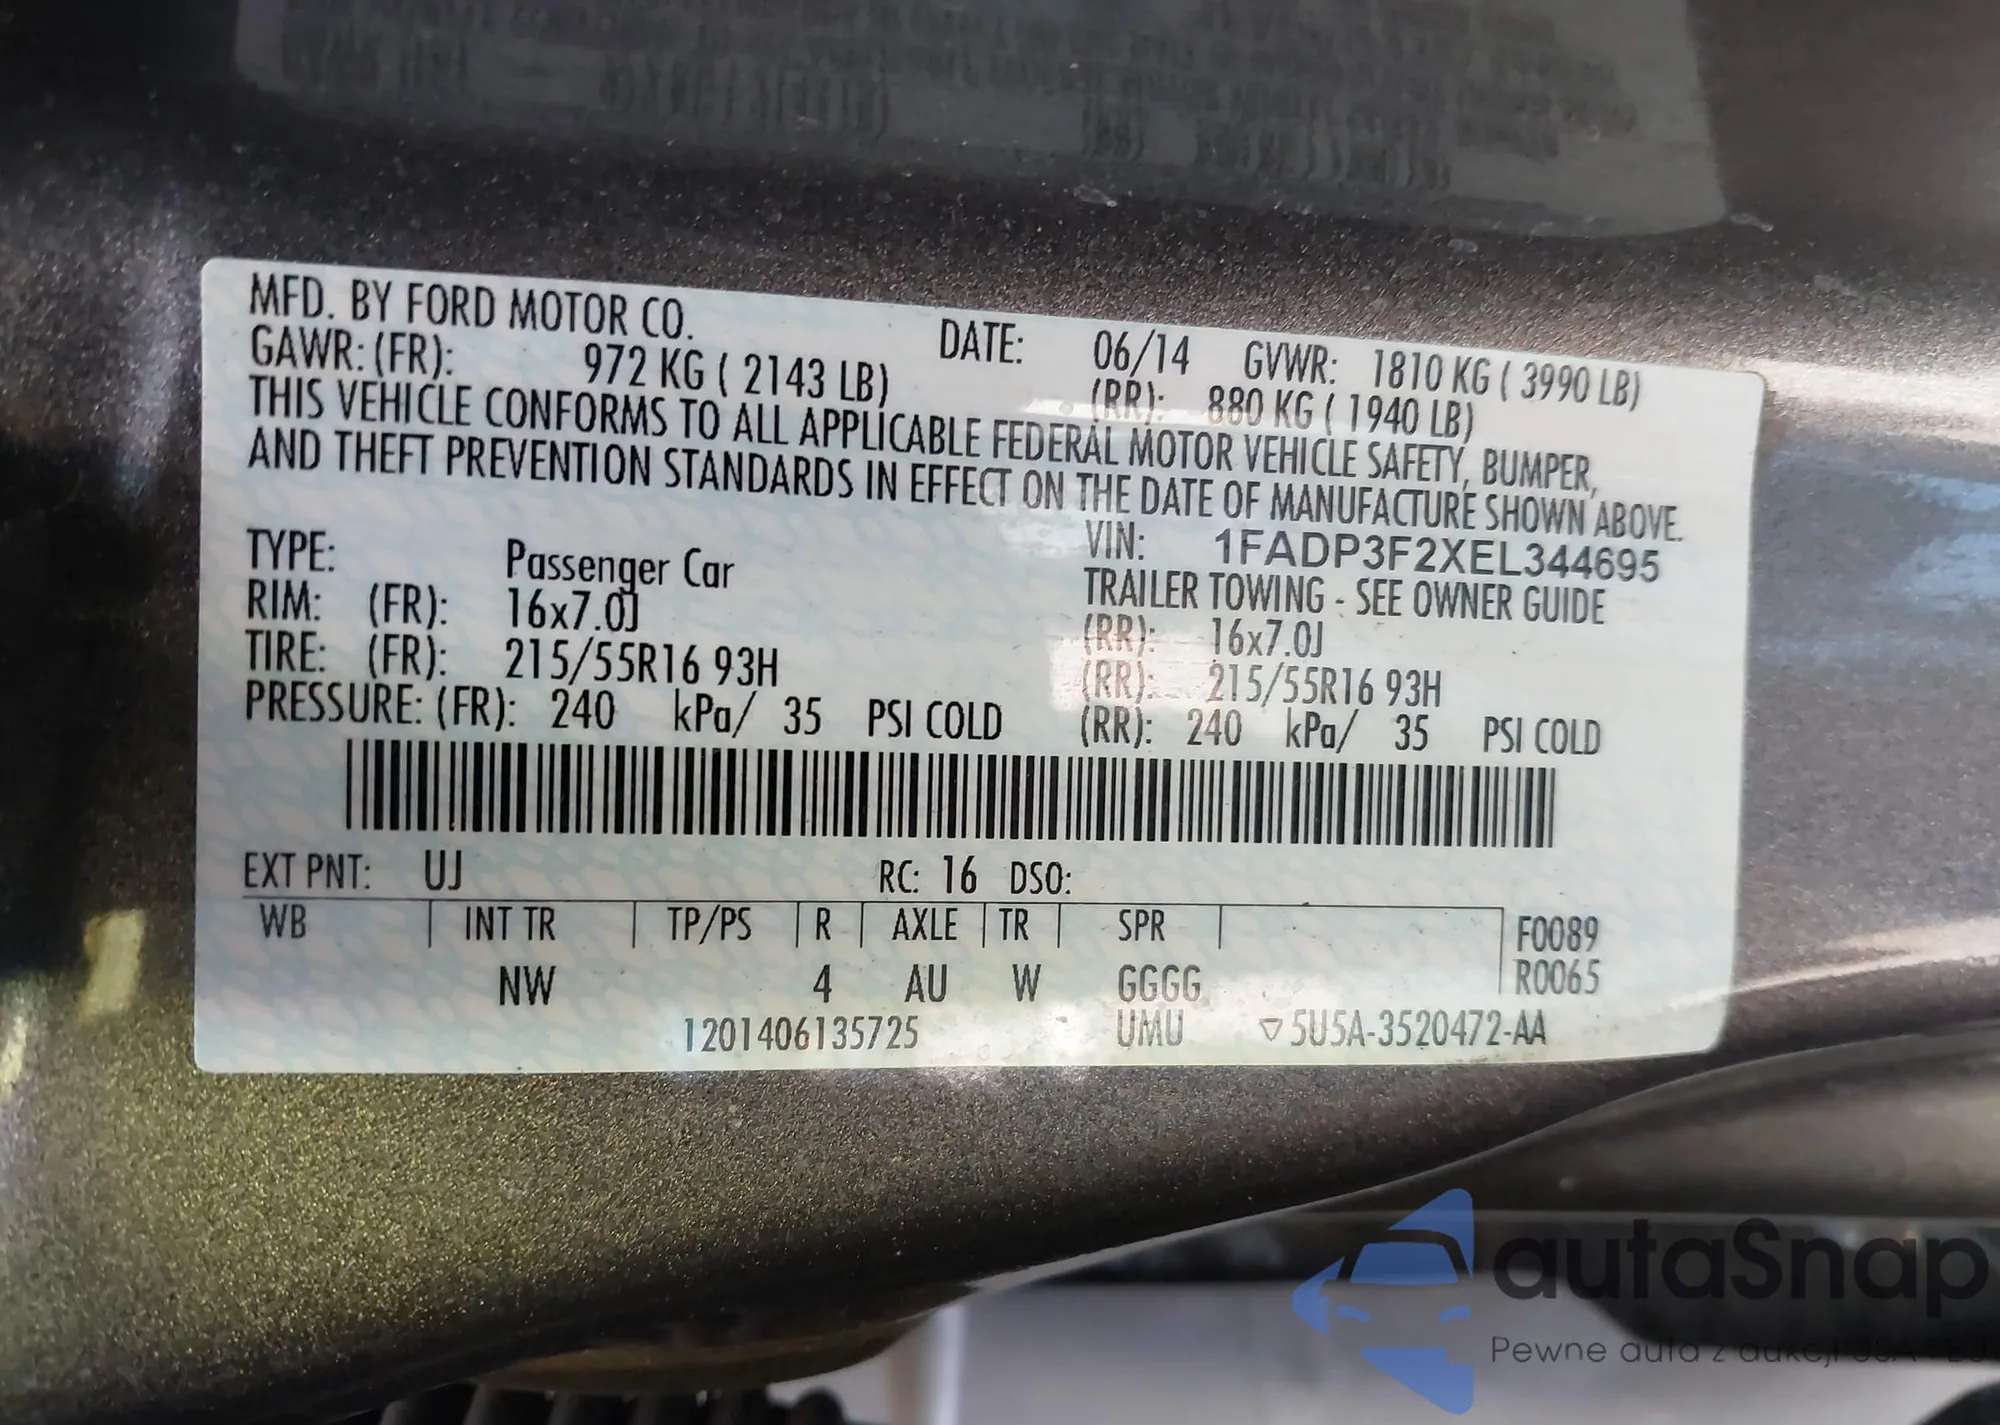 MFD. BY FORD MOTOR CO. DATE: 06/14 GVWR: 1810 KG ( 3990 LB)
GAWR: (FR): 972 KG ( 2143 LB) (RR): 880 KG ( 1940 LB)
THIS VEHICLE CONFORMS TO ALL APPLICABLE FEDERAL MOTOR VEHICLE SAFETY, BUMPER,
AND THEFT PREVENTION STANDARDS IN EFFECT ON THE DATE OF MANUFACTURE SHOWN ABOVE.
VIN: 1FADP3F2XEL344695
TYPE: Passenger Car TRAILER TOWING - SEE OWNER GUIDE
RIM: (FR): 16x7.0J (RR): 16x7.0J
TIRE: (FR): 215/55R16 93H (RR): 215/55R16 93H
PRESSURE: (FR): 240 kPa/ 35 PSI COLD (RR): 240 kPa/ 35 PSI COLD
EXT PNT: UJ RC: 16 DSO:
WB INT TR TP/PS R AXLE TR SPR F0089
NW 4 AU W GGGG R0065
1201406135725 UMU ▽5U5A-3520472-AA
autaSnap
Pewne auta z aukcji USA